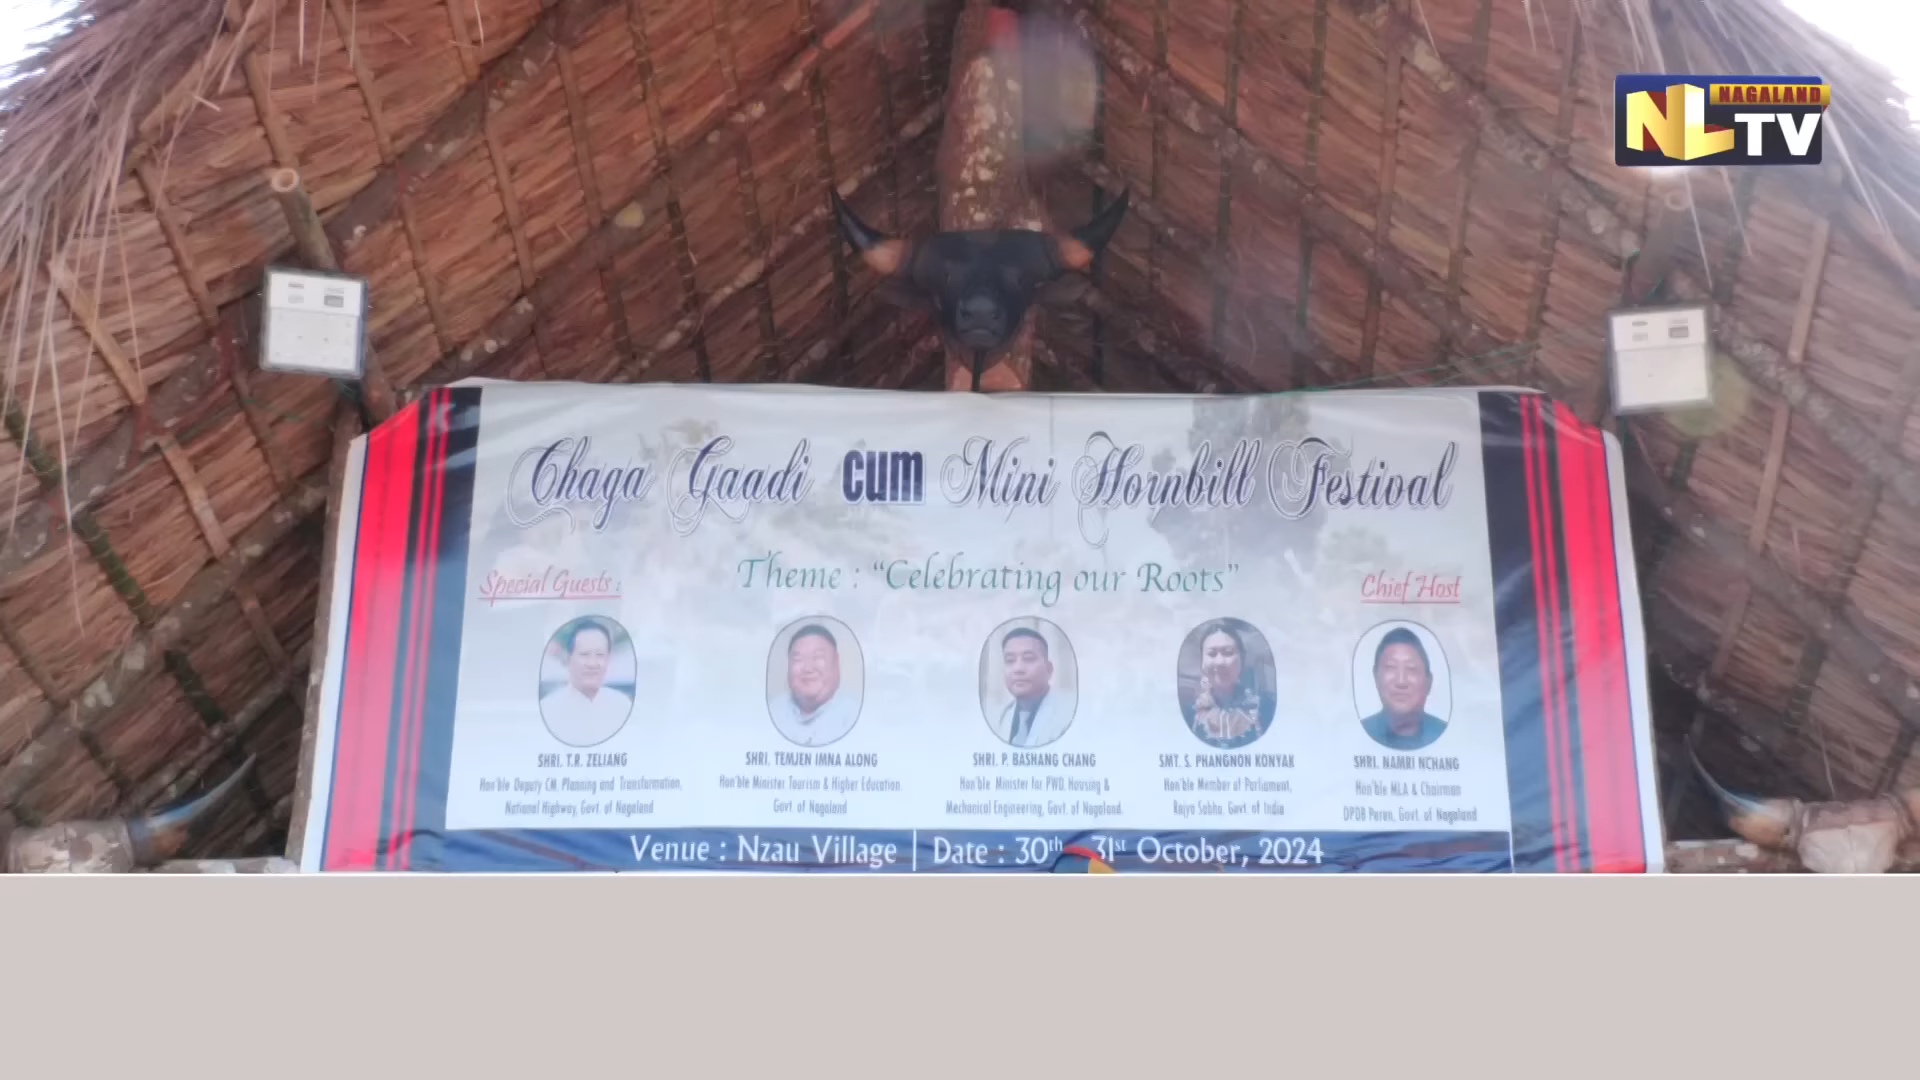 NAGALAND
NL TV
Chaga Gaadi cum Mini Hornbill Festival
Theme : “Celebrating our Roots”
Special Guests :
Chief Host
SHRI. T.R. ZELIANG
Hon'ble Deputy CM. Planning and Transformation,
National Highway, Govt. of Nagaland
SHRI. TEMJEN IMNA ALONG
Hon'ble Minister Tourism & Higher Education.
Govt. of Nagaland
SHRI. P. BASHANG CHANG
Hon'ble Minister for PWD. Housing &
Mechanical Engineering, Govt. of Nagaland.
SMT. S. PHANGNON KONYAK
Hon'ble Member of Parliament,
Rajya Sabha, Govt. of India
SHRI. NAMRI NCHANG
Hon'ble MLA & Chairman
DPDB Peren, Govt. of Nagaland
Venue : Nzau Village | Date : 30th 31st October, 2024